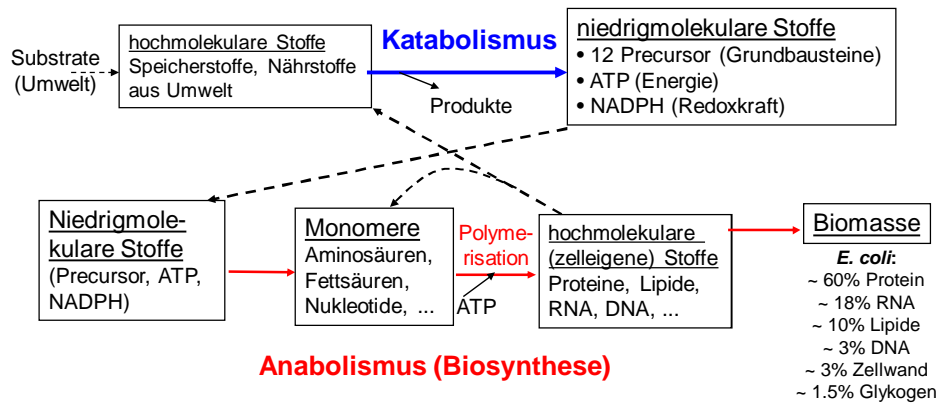 Substrate
(Umwelt)
hochmolekulare Stoffe
Speicherstoffe, Nährstoffe
aus Umwelt
Katabolismus
Produkte
niedrigmolekulare Stoffe
• 12 Precursor (Grundbausteine)
• ATP (Energie)
• NADPH (Redoxkraft)
Niedrigmole-
kulare Stoffe
(Precursor, ATP,
NADPH)
Monomere
Aminosäuren,
Fettsäuren,
Nukleotide, ...
Polyme-
risation
ATP
hochmolekulare
(zelleigene) Stoffe
Proteine, Lipide,
RNA, DNA, ...
Biomasse
E. coli:
~ 60% Protein
~ 18% RNA
~ 10% Lipide
~ 3% DNA
~ 3% Zellwand
~ 1.5% Glykogen
Anabolismus (Biosynthese)